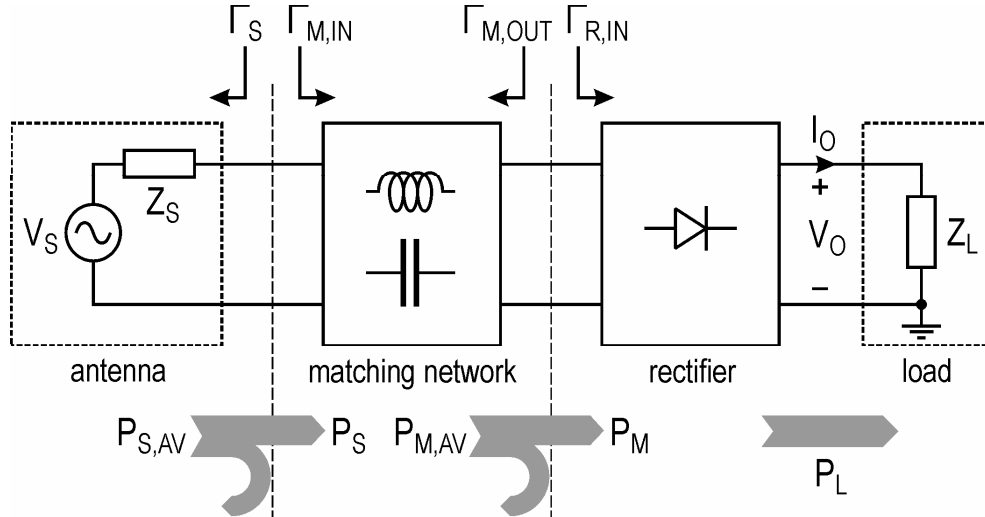 Γ_S Γ_M,IN Γ_M,OUT Γ_R,IN
I_O
+
Z_S
V_S V_O Z_L
–
antenna matching network rectifier load
P_S,AV P_S P_M,AV P_M
P_L